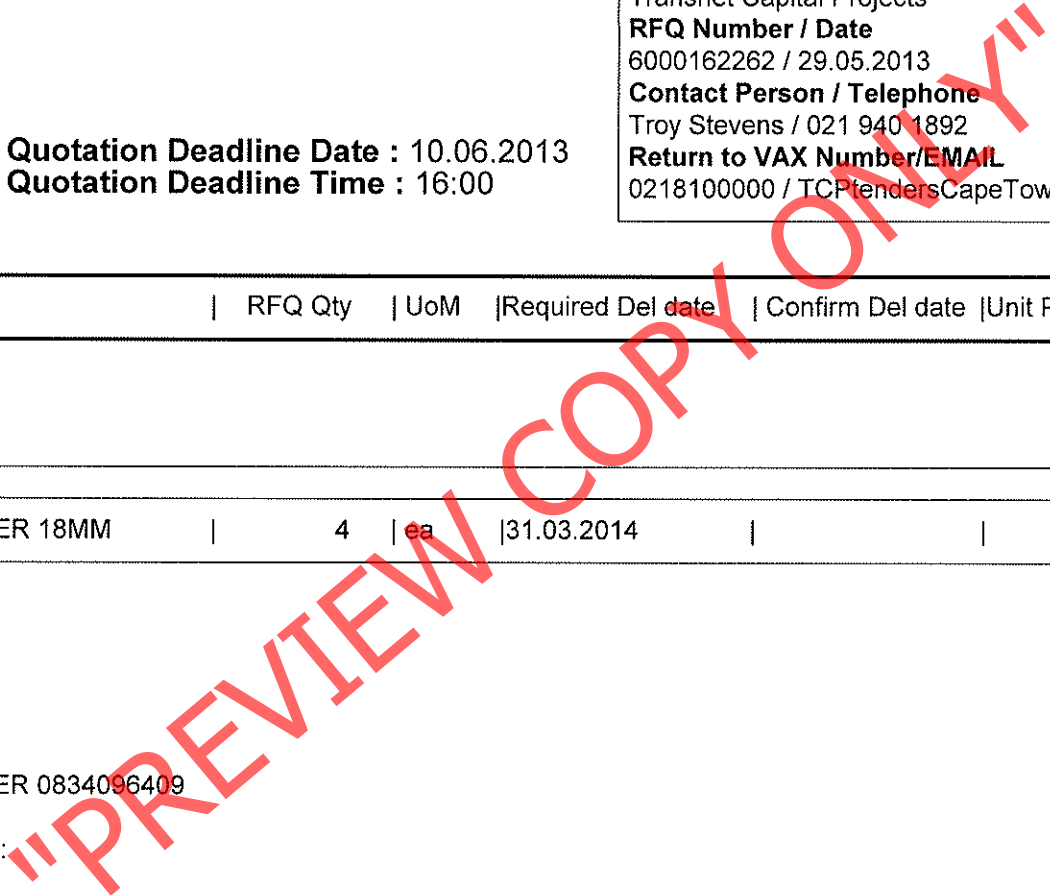 Transnet Capital Projects
RFQ Number / Date
6000162262 / 29.05.2013
Contact Person / Telephone
Troy Stevens / 021 940 1892
Return to VAX Number/EMAIL
0218100000 / TCPtendersCapeTow
Quotation Deadline Date : 10.06.2013
Quotation Deadline Time : 16:00
| RFQ Qty | UoM |Required Del date | Confirm Del date |Unit P
ER 18MM | 4 | ea |31.03.2014 | |
ER 0834096409
:
"PREVIEW COPY ONLY"